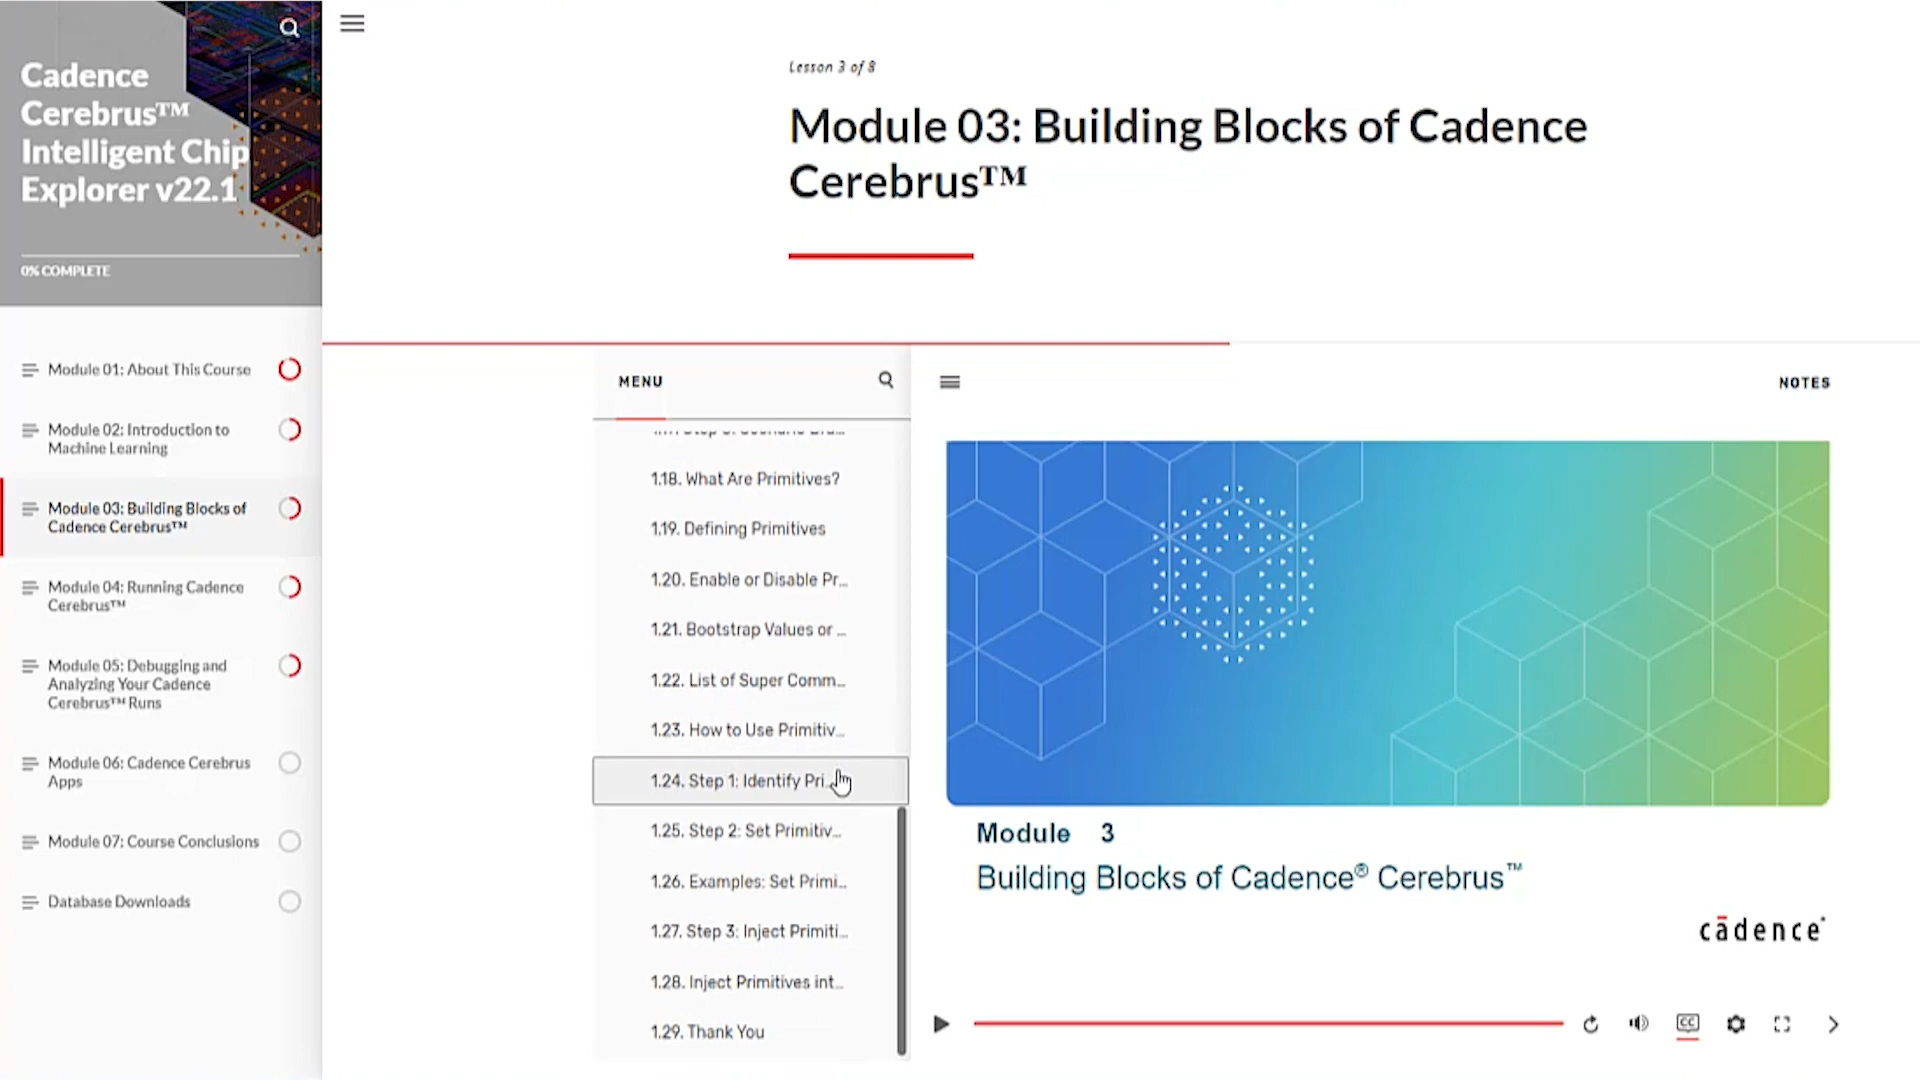 Cadence
Cerebrus™
Intelligent Chip
Explorer v22.1
0% COMPLETE
Module 01: About This Course
Module 02: Introduction to
Machine Learning
Module 03: Building Blocks of
Cadence Cerebrus™
Module 04: Running Cadence
Cerebrus™
Module 05: Debugging and
Analyzing Your Cadence
Cerebrus™ Runs
Module 06: Cadence Cerebrus
Apps
Module 07: Course Conclusions
Database Downloads
Lesson 3 of 8
Module 03: Building Blocks of Cadence
Cerebrus™
MENU
1.18. What Are Primitives?
1.19. Defining Primitives
1.20. Enable or Disable Pr...
1.21. Bootstrap Values or ...
1.22. List of Super Comm...
1.23. How to Use Primitiv...
1.24. Step 1: Identify Pri...
1.25. Step 2: Set Primitiv...
1.26. Examples: Set Primi...
1.27. Step 3: Inject Primiti...
1.28. Inject Primitives int...
1.29. Thank You
NOTES
Module 3
Building Blocks of Cadence® Cerebrus™
cādence®
CC